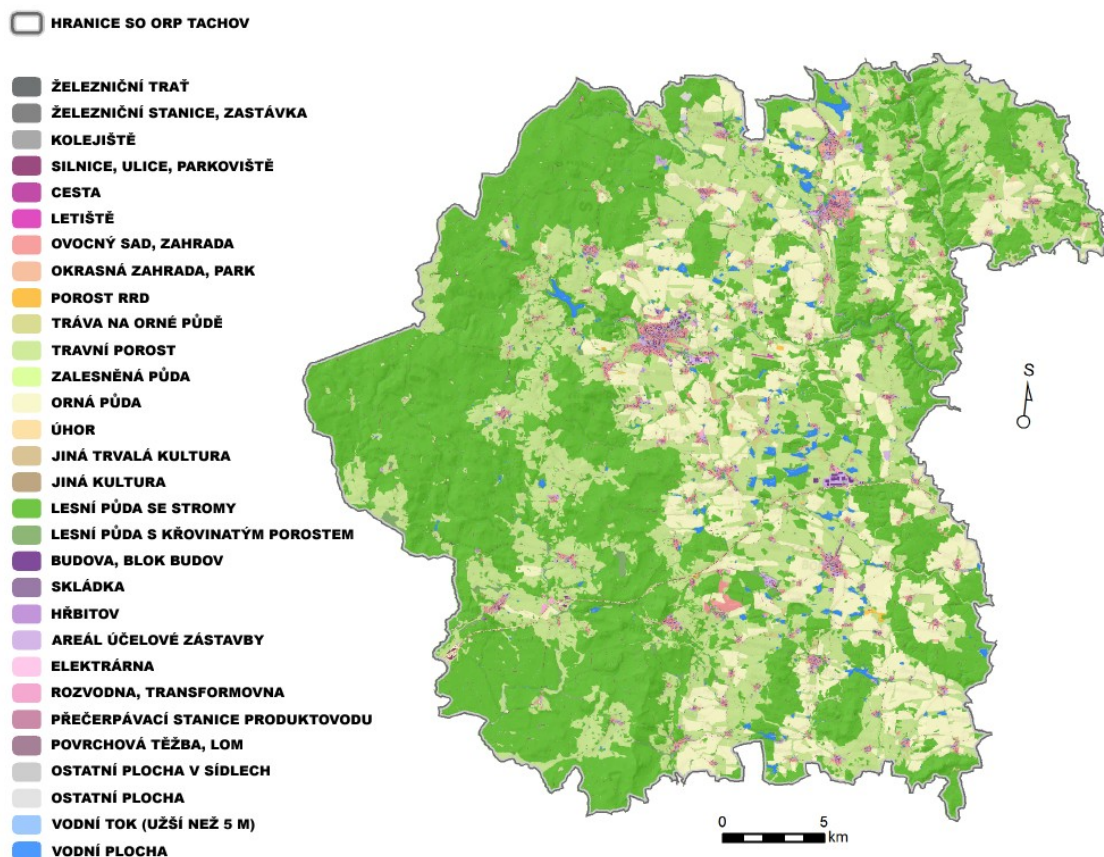 HRANICE SO ORP TACHOV
ŽELEZNIČNÍ TRAŤ
ŽELEZNIČNÍ STANICE, ZASTÁVKA
KOLEJIŠTĚ
SILNICE, ULICE, PARKOVIŠTĚ
CESTA
LETIŠTĚ
OVOCNÝ SAD, ZAHRADA
OKRASNÁ ZAHRADA, PARK
POROST RRD
TRÁVA NA ORNÉ PŮDĚ
TRAVNÍ POROST
ZALESNĚNÁ PŮDA
ORNÁ PŮDA
ÚHOR
JINÁ TRVALÁ KULTURA
JINÁ KULTURA
LESNÍ PŮDA SE STROMY
LESNÍ PŮDA S KŘOVINATÝM POROSTEM
BUDOVA, BLOK BUDOV
SKLÁDKA
HŘBITOV
AREÁL ÚČELOVÉ ZÁSTAVBY
ELEKTRÁRNA
ROZVODNA, TRANSFORMOVNA
PŘEČERPÁVACÍ STANICE PRODUKTOVODU
POVRCHOVÁ TĚŽBA, LOM
OSTATNÍ PLOCHA V SÍDLECH
OSTATNÍ PLOCHA
VODNÍ TOK (UŽŠÍ NEŽ 5 M)
VODNÍ PLOCHA
S
0 5
km